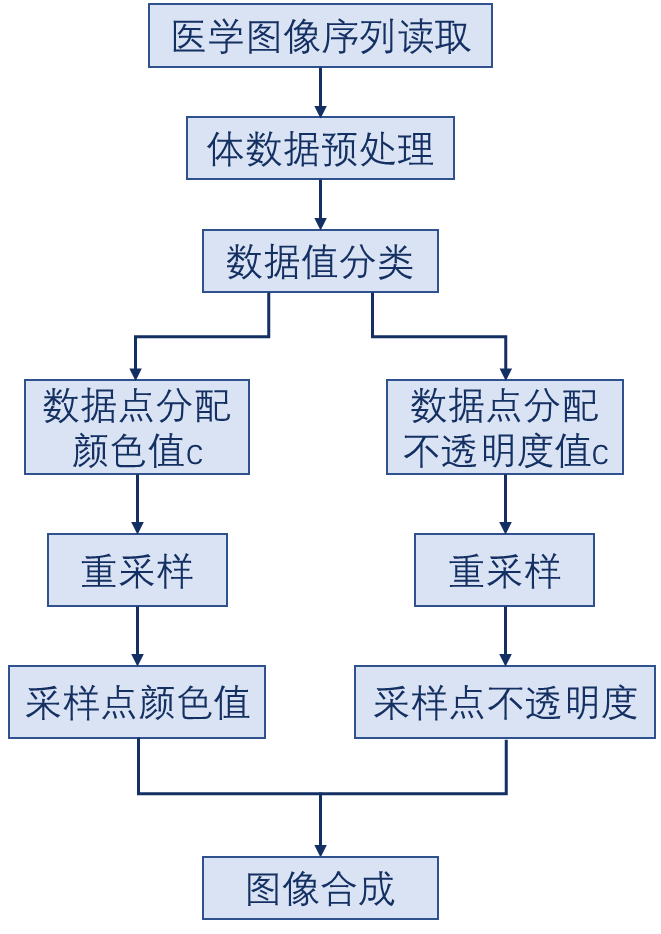 医学图像序列读取
体数据预处理
数据值分类
数据点分配
颜色值c
数据点分配
不透明度值c
重采样
重采样
采样点颜色值
采样点不透明度
图像合成